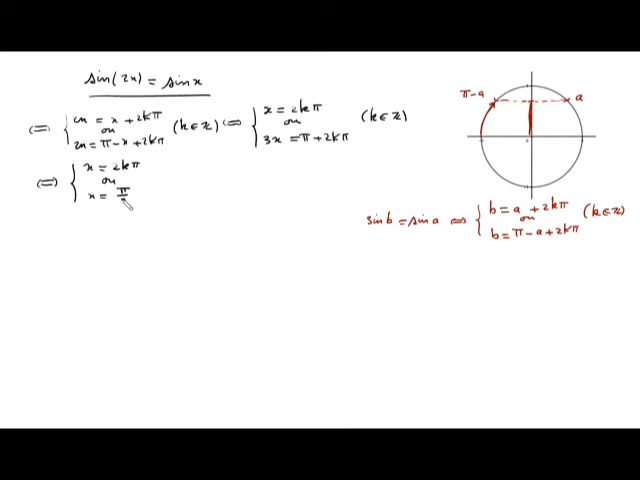 sin(2x) = sin x
⟺ { 2x = x + 2kπ
ou
2x = π - x + 2kπ (k∈ℤ) ⟺ { x = 2kπ
ou
3x = π + 2kπ (k∈ℤ)
⟺ { x = 2kπ
ou
x = π/
π-a
a
sin b = sin a ⟺ { b = a + 2kπ
ou
b = π - a + 2kπ (k∈ℤ)